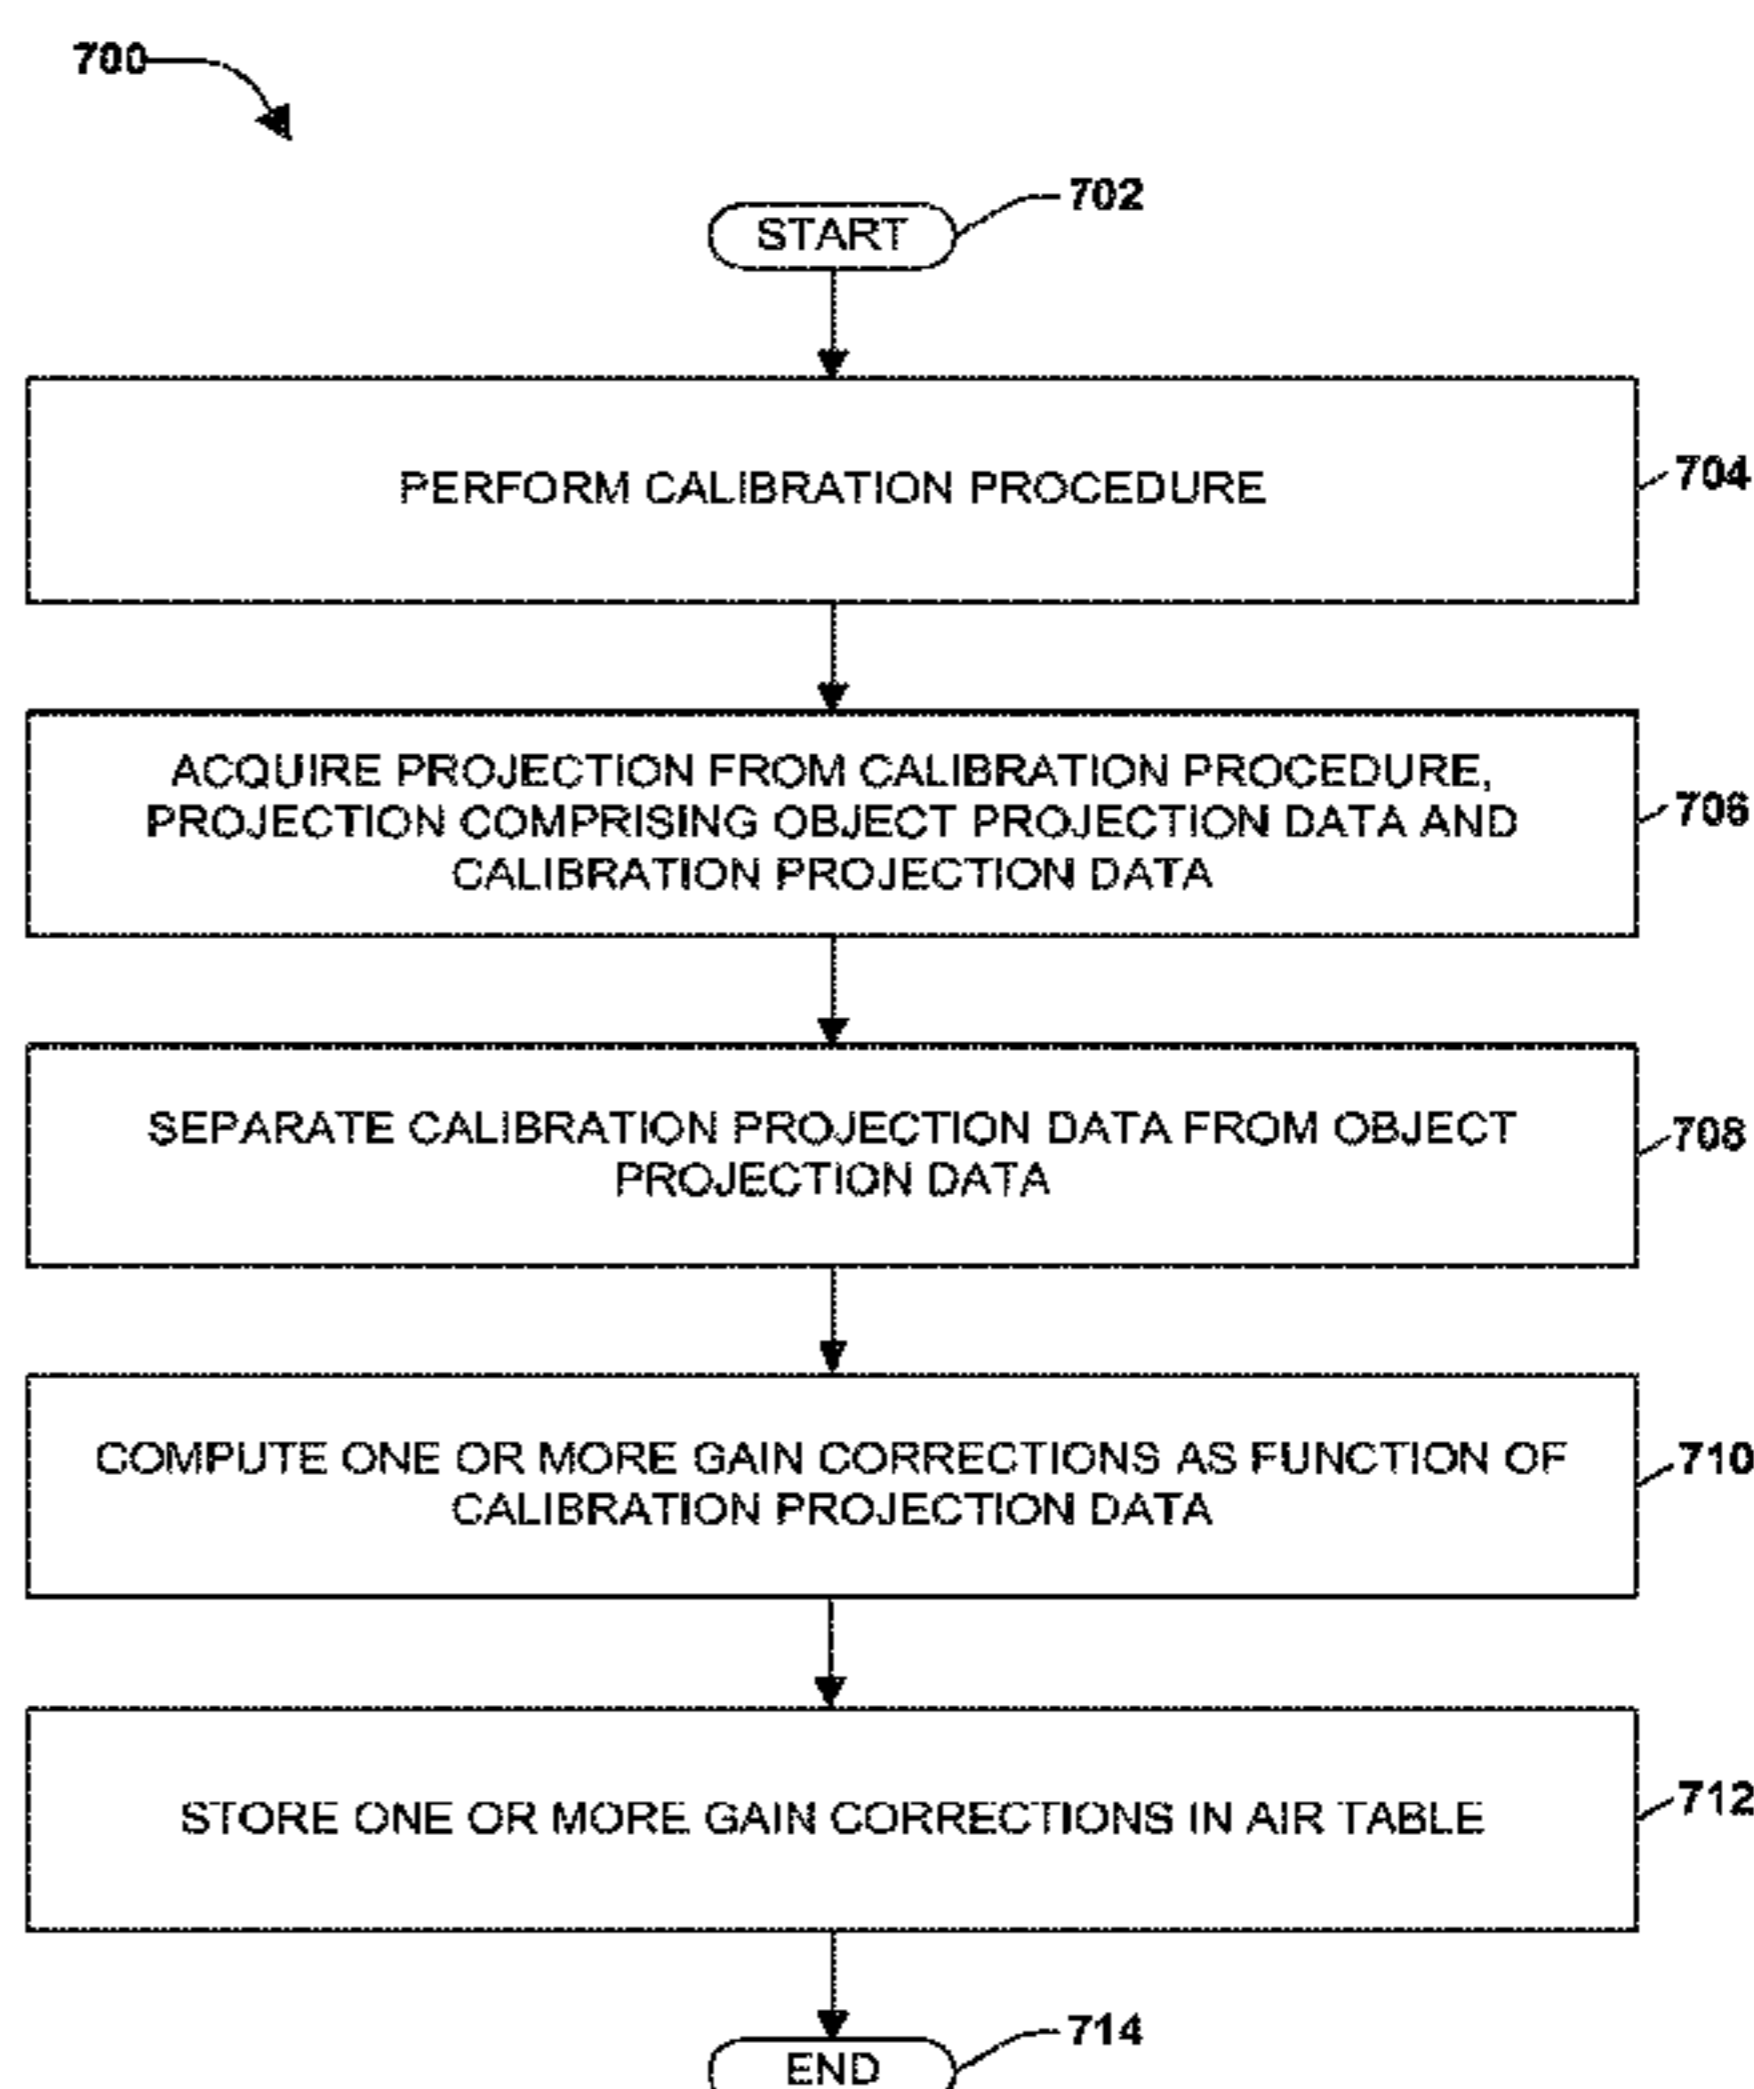 700
702
START
PERFORM CALIBRATION PROCEDURE
704
ACQUIRE PROJECTION FROM CALIBRATION PROCEDURE,
PROJECTION COMPRISING OBJECT PROJECTION DATA AND
CALIBRATION PROJECTION DATA
706
SEPARATE CALIBRATION PROJECTION DATA FROM OBJECT
PROJECTION DATA
708
COMPUTE ONE OR MORE GAIN CORRECTIONS AS FUNCTION OF
CALIBRATION PROJECTION DATA
710
STORE ONE OR MORE GAIN CORRECTIONS IN AIR TABLE
712
714
END